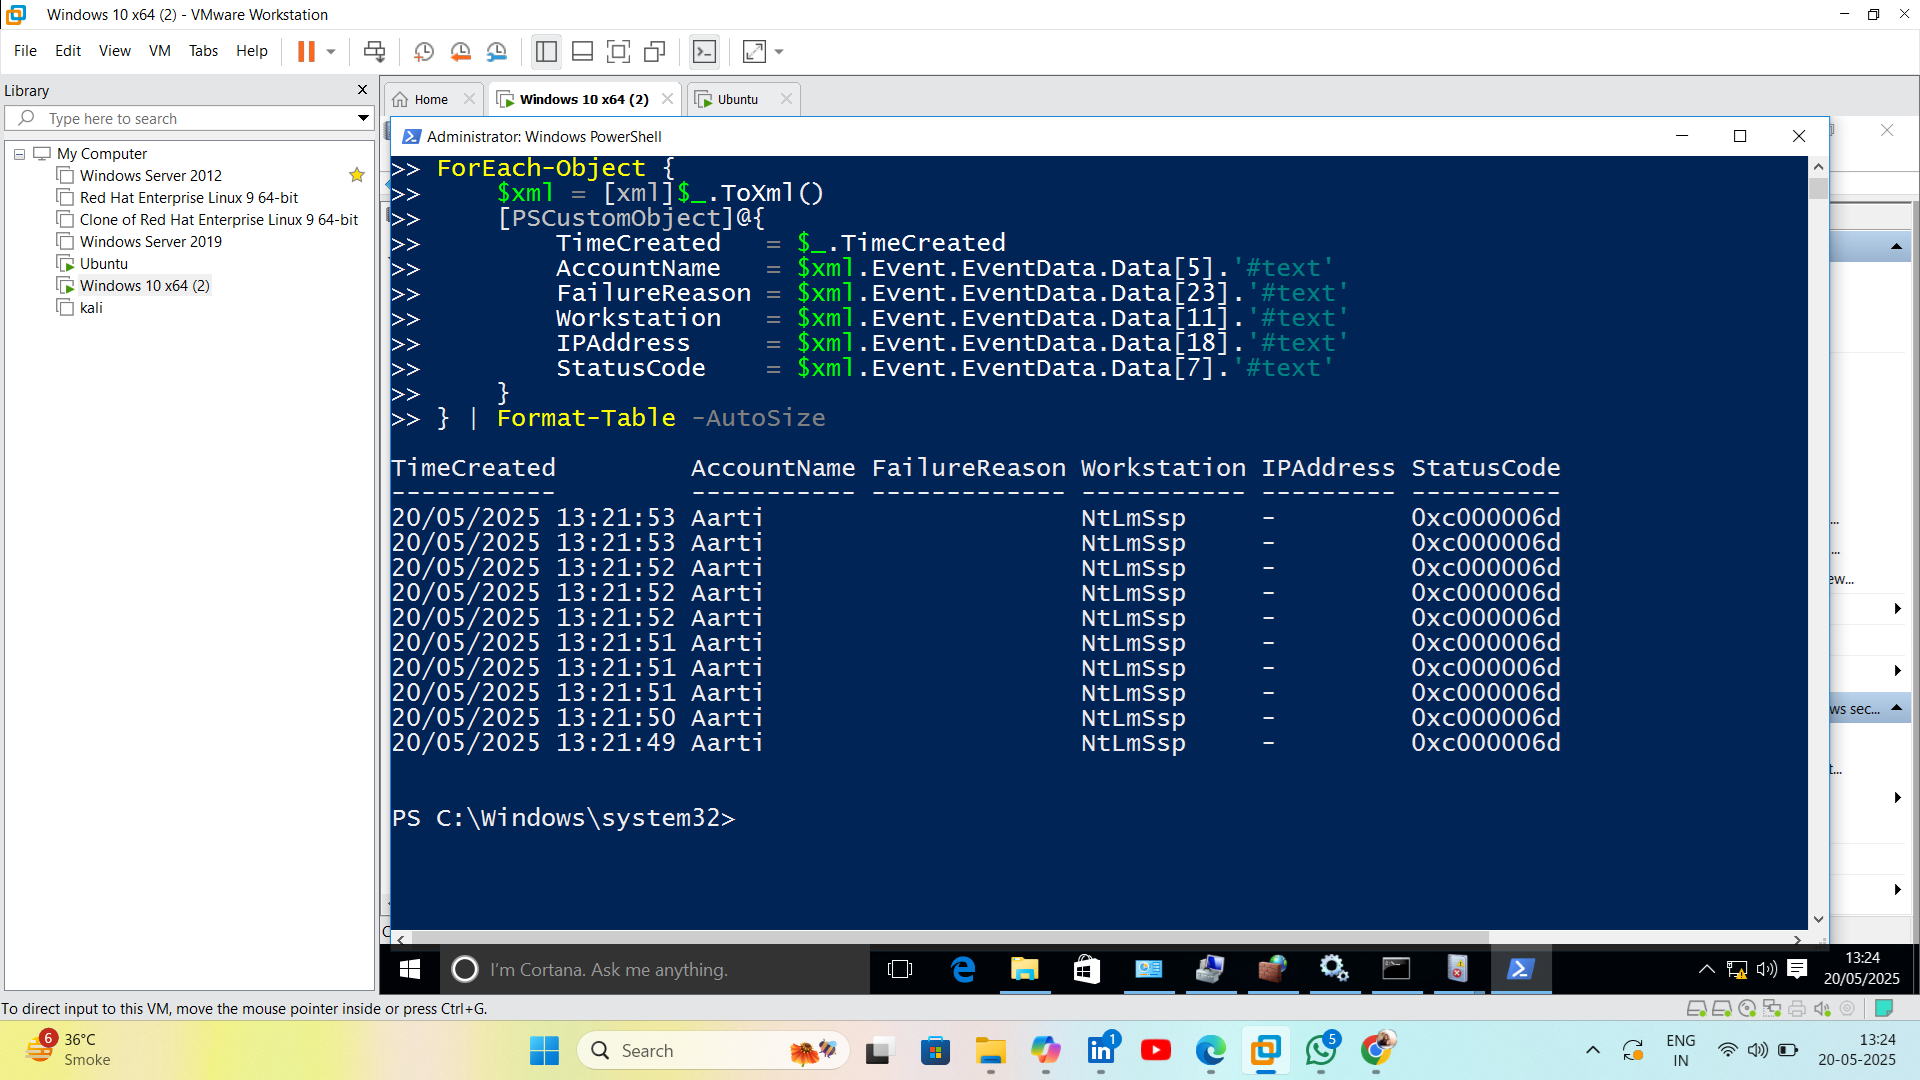 Windows 10 x64 (2) - VMware Workstation
File Edit View VM Tabs Help
Library
Type here to search
My Computer
Windows Server 2012
Red Hat Enterprise Linux 9 64-bit
Clone of Red Hat Enterprise Linux 9 64-bit
Windows Server 2019
Ubuntu
Windows 10 x64 (2)
kali
Home Windows 10 x64 (2) Ubuntu
Administrator: Windows PowerShell
>> ForEach-Object {
>>     $xml = [xml]$_.ToXml()
>>     [PSCustomObject]@{
>>         TimeCreated   = $_.TimeCreated
>>         AccountName   = $xml.Event.EventData.Data[5].'#text'
>>         FailureReason = $xml.Event.EventData.Data[23].'#text'
>>         Workstation   = $xml.Event.EventData.Data[11].'#text'
>>         IPAddress     = $xml.Event.EventData.Data[18].'#text'
>>         StatusCode    = $xml.Event.EventData.Data[7].'#text'
>>     }
>> } | Format-Table -AutoSize
TimeCreated         AccountName FailureReason Workstation IPAddress StatusCode
-----------         ----------- ------------- ----------- --------- ----------
20/05/2025 13:21:53 Aarti                     NtLmSsp     -         0xc000006d
20/05/2025 13:21:53 Aarti                     NtLmSsp     -         0xc000006d
20/05/2025 13:21:52 Aarti                     NtLmSsp     -         0xc000006d
20/05/2025 13:21:52 Aarti                     NtLmSsp     -         0xc000006d
20/05/2025 13:21:52 Aarti                     NtLmSsp     -         0xc000006d
20/05/2025 13:21:51 Aarti                     NtLmSsp     -         0xc000006d
20/05/2025 13:21:51 Aarti                     NtLmSsp     -         0xc000006d
20/05/2025 13:21:51 Aarti                     NtLmSsp     -         0xc000006d
20/05/2025 13:21:50 Aarti                     NtLmSsp     -         0xc000006d
20/05/2025 13:21:49 Aarti                     NtLmSsp     -         0xc000006d
PS C:\Windows\system32>
...
...
ew...
ws sec...
t...
I'm Cortana. Ask me anything.
13:24
20/05/2025
To direct input to this VM, move the mouse pointer inside or press Ctrl+G.
6
36°C
Smoke
Search
1
5
ENG
IN
13:24
20-05-2025